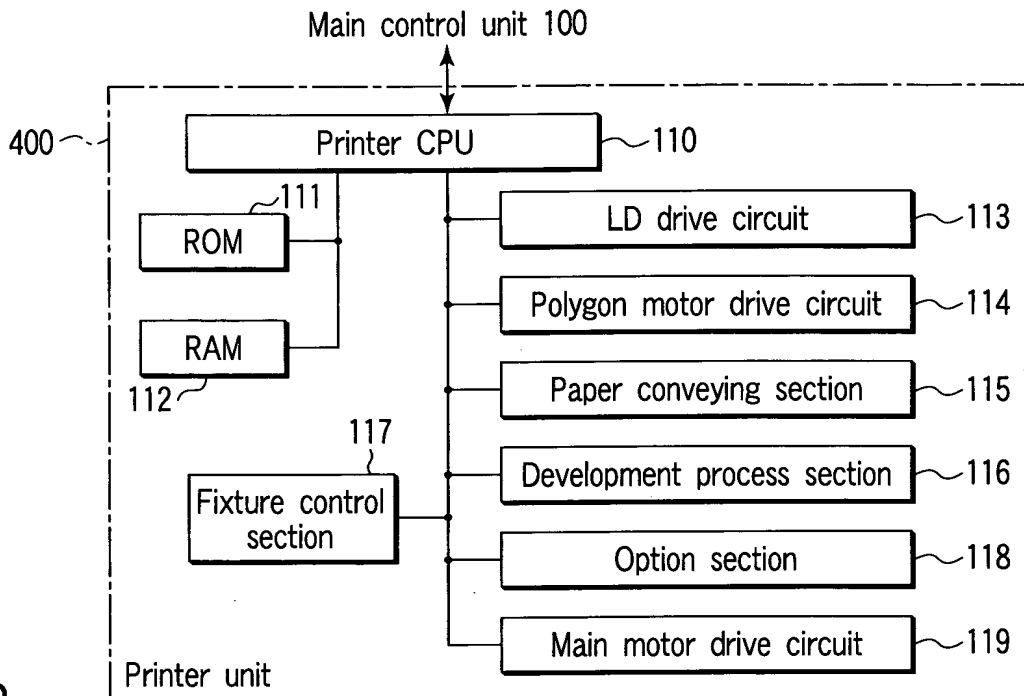 Main control unit 100
400
Printer CPU
110
111
ROM
RAM
112
LD drive circuit
113
Polygon motor drive circuit
114
Paper conveying section
115
117
Fixture control
section
Development process section
116
Option section
118
Main motor drive circuit
119
Printer unit